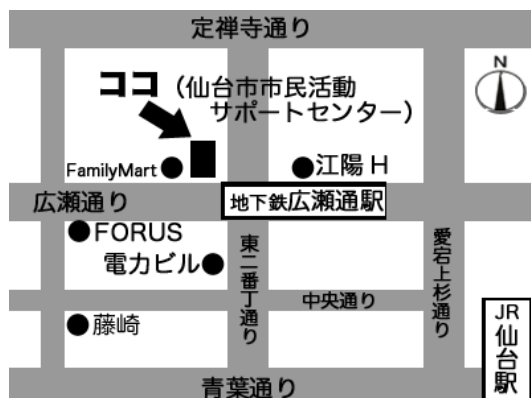 定禅寺通り
N
ココ（仙台市市民活動
サポートセンター）
FamilyMart
江陽 H
広瀬通り
地下鉄広瀬通駅
FORUS
電力ビル
東二番丁通り
愛宕上杉通り
中央通り
藤崎
JR
仙台駅
青葉通り